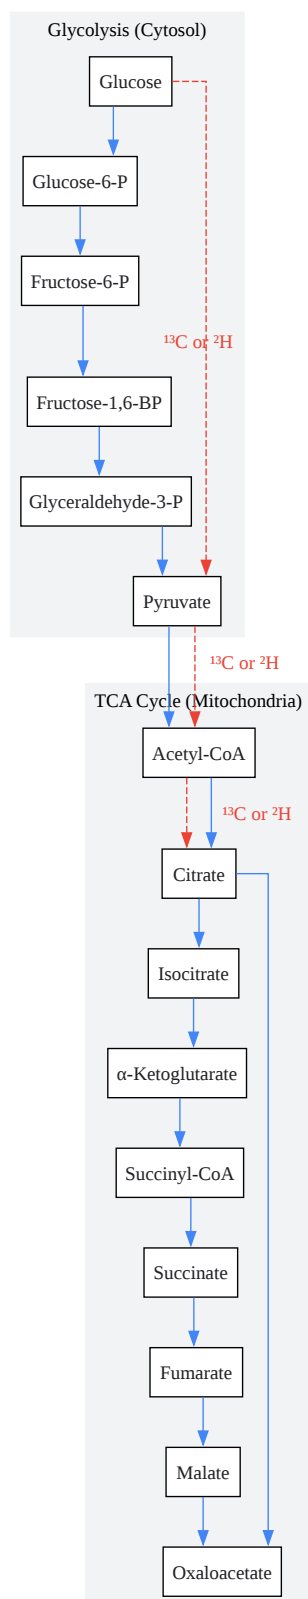 Glycolysis (Cytosol)
Glucose
Glucose-6-P
Fructose-6-P
¹³C or ²H
Fructose-1,6-BP
Glyceraldehyde-3-P
Pyruvate
¹³C or ²H
TCA Cycle (Mitochondria)
Acetyl-CoA
¹³C or ²H
Citrate
Isocitrate
α-Ketoglutarate
Succinyl-CoA
Succinate
Fumarate
Malate
Oxaloacetate